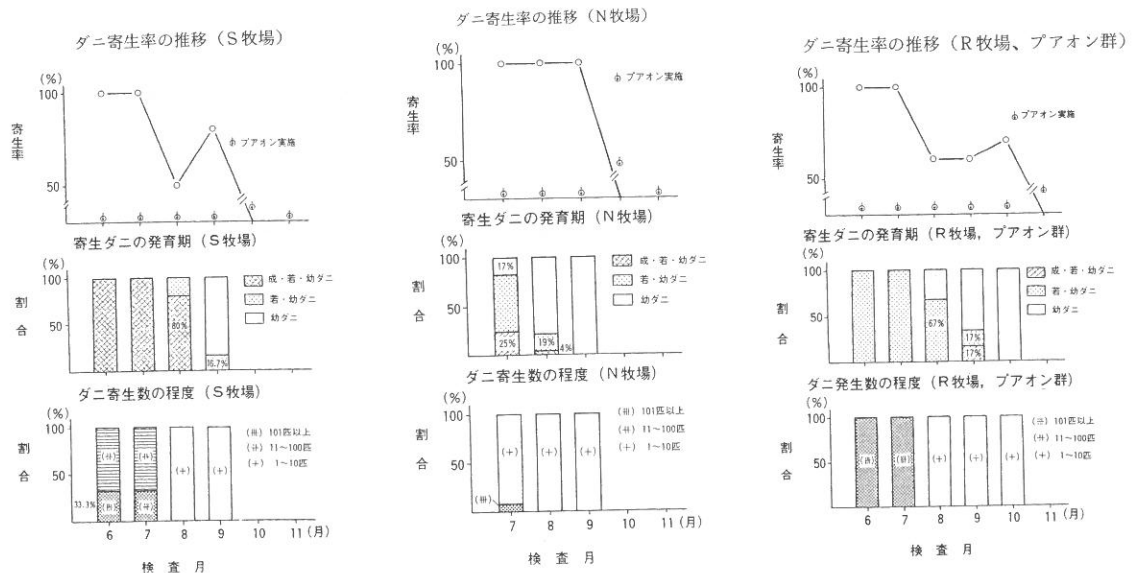 ダニ寄生率の推移（S牧場）
(%)
100
50
寄生率
プアオン実施
寄生ダニの発育期（S牧場）
(%)
100
50
割合
80%
16.7%
成・若・幼ダニ
若・幼ダニ
幼ダニ
ダニ寄生数の程度（S牧場）
(%)
100
50
割合
33.3%
(卅) 101匹以上
(廾) 11～100匹
(+) 1～10匹
(+)
(+)
6 7 8 9 10 11(月)
検査月
ダニ寄生率の推移（N牧場）
(%)
100
50
寄生率
プアオン実施
寄生ダニの発育期（N牧場）
(%)
100
50
割合
17%
25%
19%
4%
成・若・幼ダニ
若・幼ダニ
幼ダニ
ダニ寄生数の程度（N牧場）
(%)
100
50
割合
(卅)
(+)
(+)
(+)
(卅) 101匹以上
(廾) 11～100匹
(+) 1～10匹
7 8 9 10 11(月)
検査月
ダニ寄生率の推移（R牧場、プアオン群）
(%)
100
50
寄生率
プアオン実施
寄生ダニの発育期（R牧場,プアオン群）
(%)
100
50
割合
67%
17%
17%
成・若・幼ダニ
若・幼ダニ
幼ダニ
ダニ発生数の程度（R牧場,プアオン群）
(%)
100
50
割合
(+)
(+)
(+)
(卅) 101匹以上
(廾) 11～100匹
(+) 1～10匹
6 7 8 9 10 11(月)
検査月